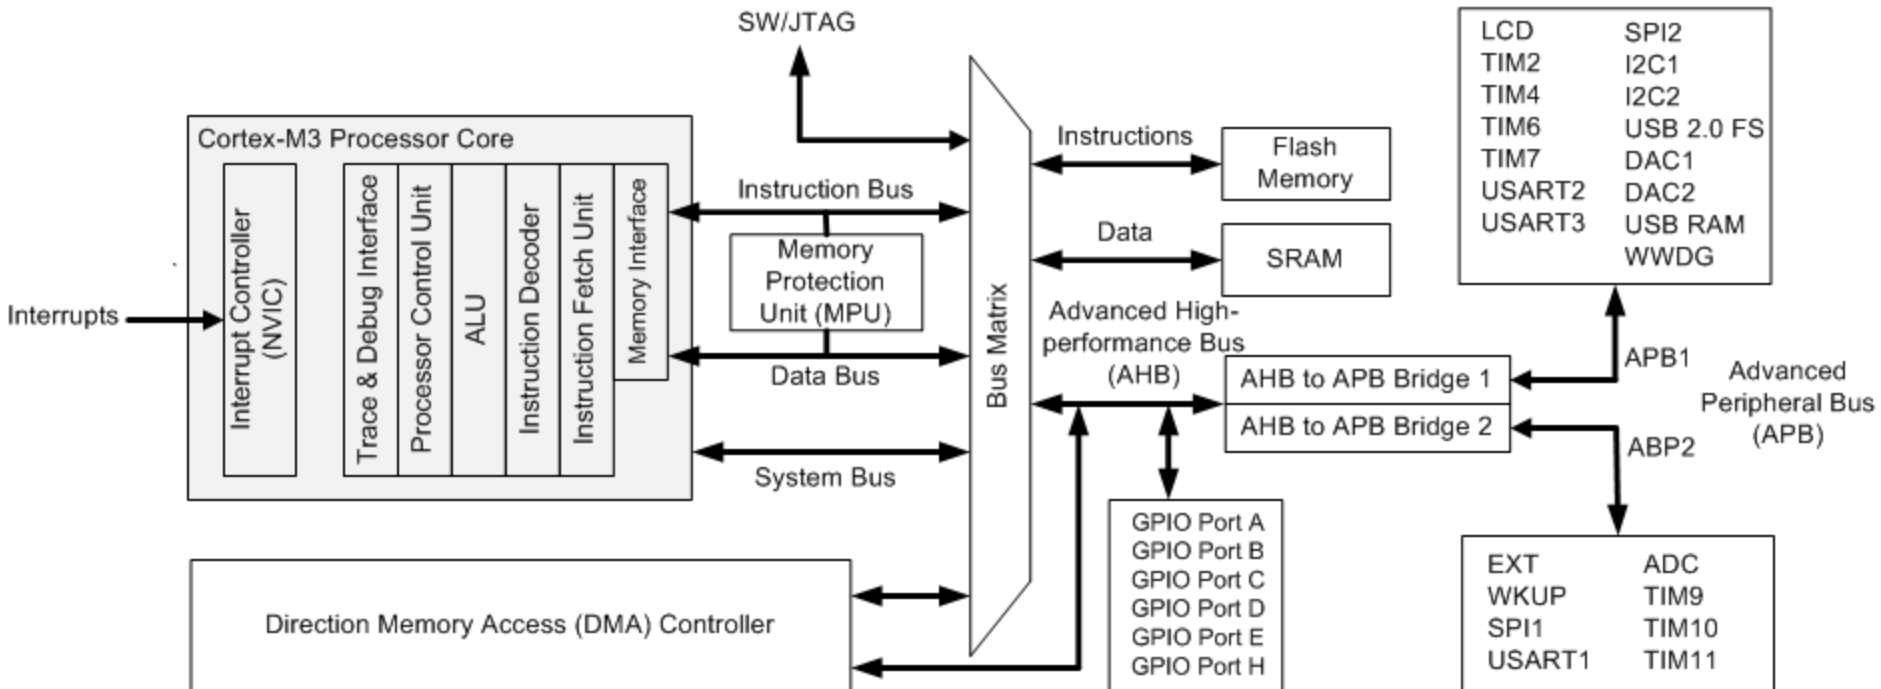 SW/JTAG
Cortex-M3 Processor Core
Interrupts
Interrupt Controller
(NVIC)
Trace & Debug Interface
Processor Control Unit
ALU
Instruction Decoder
Instruction Fetch Unit
Memory Interface
Instruction Bus
Memory
Protection
Unit (MPU)
Data Bus
System Bus
Direction Memory Access (DMA) Controller
Bus Matrix
Instructions
Flash
Memory
Data
SRAM
Advanced High-
performance Bus
(AHB)
AHB to APB Bridge 1
AHB to APB Bridge 2
GPIO Port A
GPIO Port B
GPIO Port C
GPIO Port D
GPIO Port E
GPIO Port H
LCD
TIM2
TIM4
TIM6
TIM7
USART2
USART3
SPI2
I2C1
I2C2
USB 2.0 FS
DAC1
DAC2
USB RAM
WWDG
APB1
Advanced
Peripheral Bus
(APB)
ABP2
EXT
WKUP
SPI1
USART1
ADC
TIM9
TIM10
TIM11